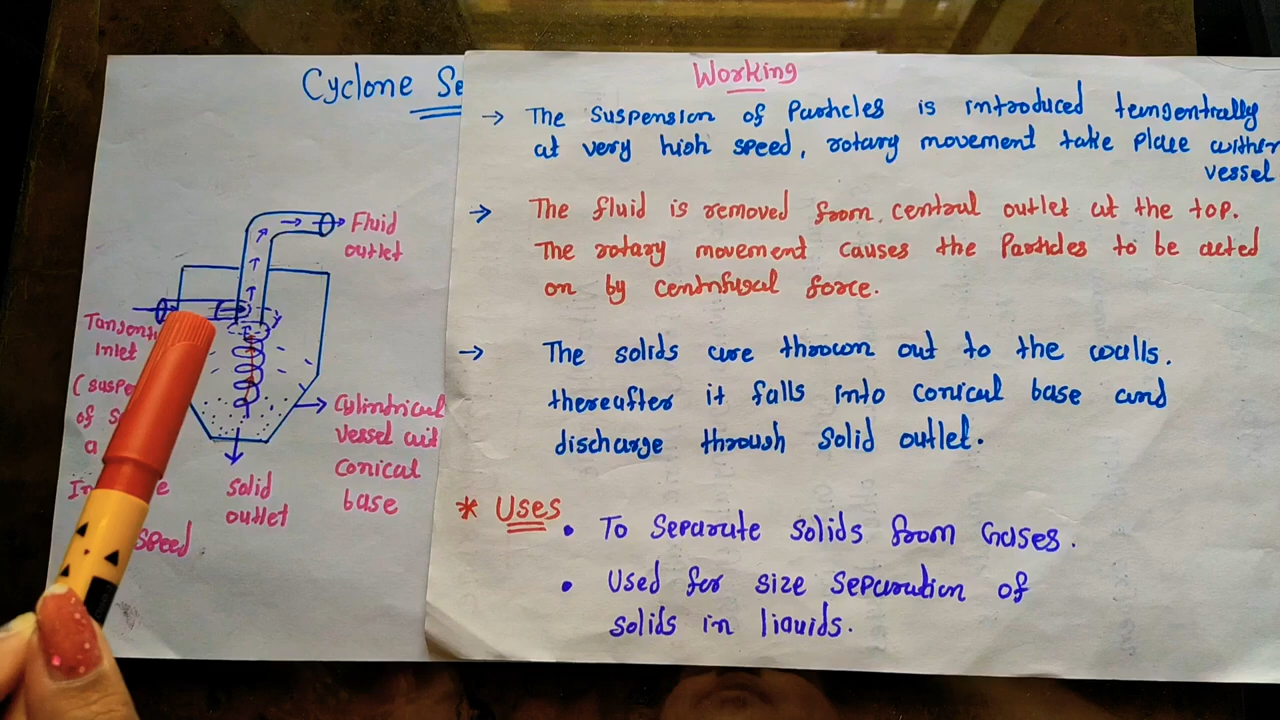 Cyclone Se
Fluid
outlet
Tangenti
Inlet
(suspe
of s
a
In e
speed
solid
outlet
Cylintrical
vessel wit
conical
base
Working
→ The suspension of Particles is introduced tangentrally
at very high speed, rotary movement take place within
vessel
→ The fluid is removed from central outlet at the top.
The rotary movement causes the Particles to be acted
on by centrifugal force.
→ The solids are thrown out to the walls.
thereafter it falls into conical base and
discharge through solid outlet.
* Uses
• To Separate solids from Gases.
• Used for size separation of
solids in liquids.